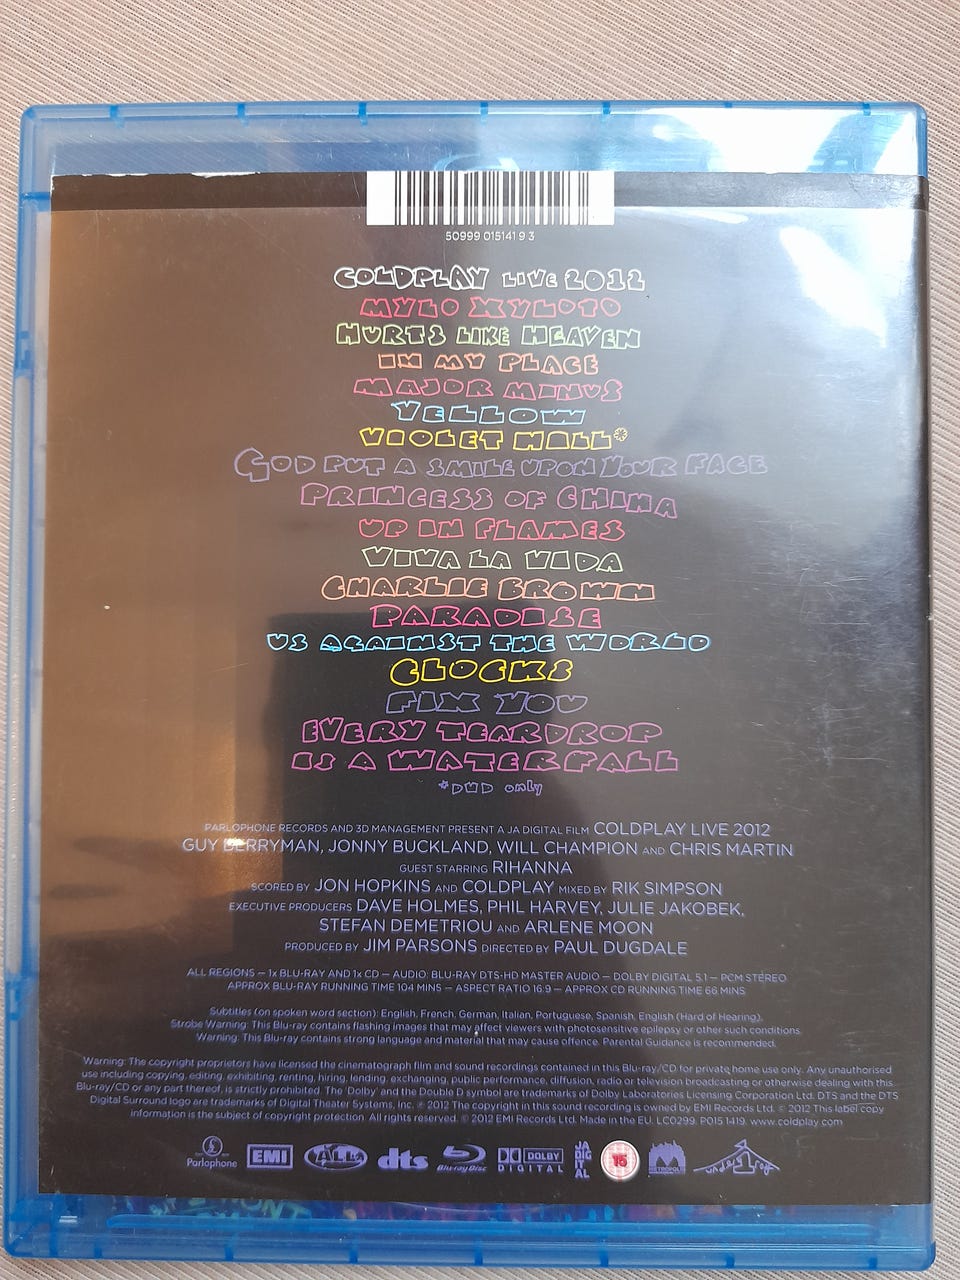 50999 015141 9 3
COLDPLAY LIVE 2012
MYLO XYLOTO
HURTS LIKE HEAVEN
IN MY PLACE
MAJOR MINUS
YELLOW
VIOLET HILL*
GOD PUT A SMILE UPON YOUR FACE
PRINCESS OF CHINA
UP IN FLAMES
VIVA LA VIDA
CHARLIE BROWN
PARADISE
US AGAINST THE WORLD
CLOCKS
FIX YOU
EVERY TEARDROP
IS A WATERFALL
*DVD only
PARLOPHONE RECORDS AND 3D MANAGEMENT PRESENT A JA DIGITAL FILM COLDPLAY LIVE 2012
GUY BERRYMAN, JONNY BUCKLAND, WILL CHAMPION AND CHRIS MARTIN
GUEST STARRING RIHANNA
SCORED BY JON HOPKINS AND COLDPLAY MIXED BY RIK SIMPSON
EXECUTIVE PRODUCERS DAVE HOLMES, PHIL HARVEY, JULIE JAKOBEK,
STEFAN DEMETRIOU AND ARLENE MOON
PRODUCED BY JIM PARSONS DIRECTED BY PAUL DUGDALE
ALL REGIONS – 1x BLU-RAY AND 1x CD – AUDIO: BLU-RAY DTS-HD MASTER AUDIO – DOLBY DIGITAL 5.1 – PCM STEREO
APPROX BLU-RAY RUNNING TIME 104 MINS – ASPECT RATIO 16:9 – APPROX CD RUNNING TIME 66 MINS
Subtitles (on spoken word section): English, French, German, Italian, Portuguese, Spanish, English (Hard of Hearing).
Strobe Warning: This Blu-ray contains flashing images that may affect viewers with photosensitive epilepsy or other such conditions.
Warning: This Blu-ray contains strong language and material that may cause offence. Parental Guidance is recommended.
Warning: The copyright proprietors have licensed the cinematograph film and sound recordings contained in this Blu-ray/CD for private home use only. Any unauthorised
use including copying, editing, exhibiting, renting, hiring, lending, exchanging, public performance, diffusion, radio or television broadcasting or otherwise dealing with this
Blu-ray/CD or any part thereof, is strictly prohibited. The 'Dolby' and the Double D symbol are trademarks of Dolby Laboratories Licensing Corporation Ltd. DTS and the DTS
Digital Surround logo are trademarks of Digital Theater Systems, Inc. ℗ 2012 The copyright in this sound recording is owned by EMI Records Ltd. © 2012 This label copy
information is the subject of copyright protection. All rights reserved. © 2012 EMI Records Ltd. Made in the EU. LC0299. P015 1419. www.coldplay.com
Parlophone EMI ALL dts Blu-ray Disc DOLBY DIGITAL JA DIGITAL 15 METROPOLIS